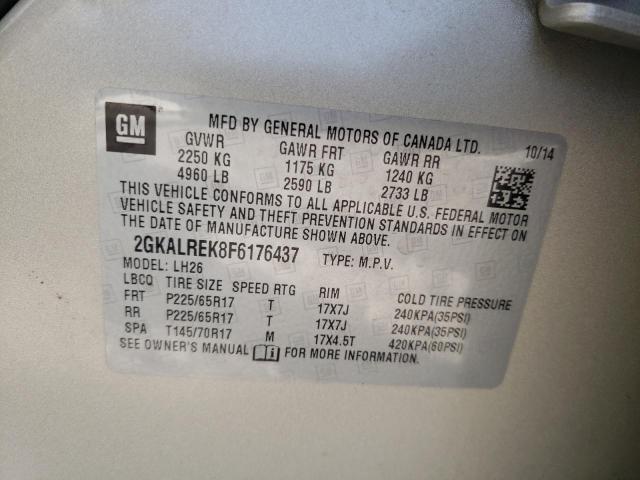 GM
MFD BY GENERAL MOTORS OF CANADA LTD. 10/14
GVWR GAWR FRT GAWR RR
2250 KG 1175 KG 1240 KG
4960 LB 2590 LB 2733 LB
THIS VEHICLE CONFORMS TO ALL APPLICABLE U.S. FEDERAL MOTOR
VEHICLE SAFETY AND THEFT PREVENTION STANDARDS IN EFFECT ON
THE DATE OF MANUFACTURE SHOWN ABOVE.
2GKALREK8F6176437 TYPE: M.P.V.
MODEL: LH26
LBCQ TIRE SIZE SPEED RTG RIM COLD TIRE PRESSURE
FRT P225/65R17 T 17X7J 240KPA(35PSI)
RR P225/65R17 T 17X7J 240KPA(35PSI)
SPA T145/70R17 M 17X4.5T 420KPA(60PSI)
SEE OWNER'S MANUAL FOR MORE INFORMATION.